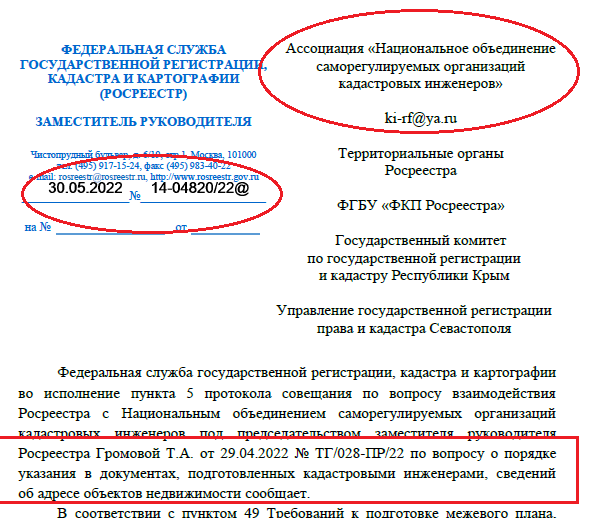 ФЕДЕРАЛЬНАЯ СЛУЖБА
ГОСУДАРСТВЕННОЙ РЕГИСТРАЦИИ,
КАДАСТРА И КАРТОГРАФИИ
(РОСРЕЕСТР)
ЗАМЕСТИТЕЛЬ РУКОВОДИТЕЛЯ
Чистопрудный бульвар, д. 6/19, стр.1, Москва, 101000
тел. (495) 917-15-24, факс (495) 983-40-22
e-mail: rosreestr@rosreestr.ru, http://www.rosreestr.gov.ru
30.05.2022 № 14-04820/22@
на № от
Ассоциация «Национальное объединение
саморегулируемых организаций
кадастровых инженеров»
ki-rf@ya.ru
Территориальные органы
Росреестра
ФГБУ «ФКП Росреестра»
Государственный комитет
по государственной регистрации
и кадастру Республики Крым
Управление государственной регистрации
права и кадастра Севастополя
Федеральная служба государственной регистрации, кадастра и картографии
во исполнение пункта 5 протокола совещания по вопросу взаимодействия
Росреестра с Национальным объединением саморегулируемых организаций
кадастровых инженеров под председательством заместителя руководителя
Росреестра Громовой Т.А. от 29.04.2022 № ТГ/028-ПР/22 по вопросу о порядке
указания в документах, подготовленных кадастровыми инженерами, сведений
об адресе объектов недвижимости сообщает.
В соответствии с пунктом 49 Требований к подготовке межевого плана,